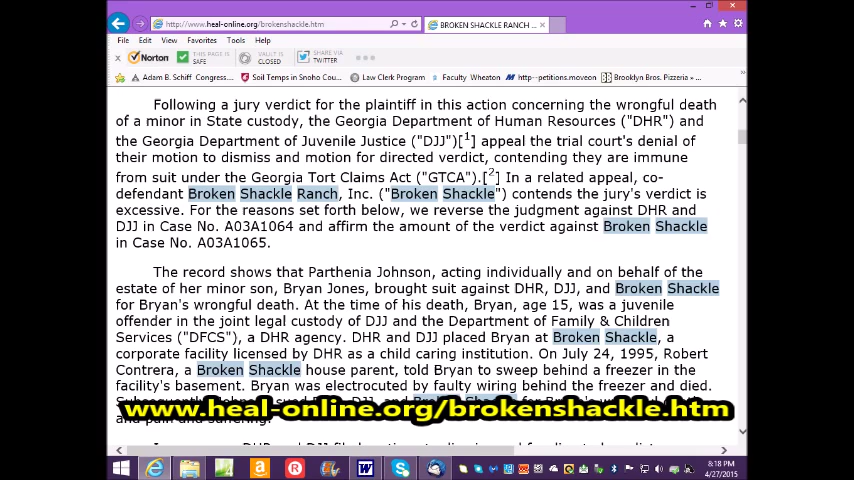 http://www.heal-online.org/brokenshackle.htm
BROKEN SHACKLE RANCH ...
File Edit View Favorites Tools Help
Norton
THIS PAGE IS
SAFE
VAULT IS
CLOSED
SHARE VIA
TWITTER
Adam B. Schiff Congress....
Soil Temps in Snoho Cou...
Law Clerk Program
Faculty Wheaton
http--petitions.moveon
Brooklyn Bros. Pizzeria »...
Following a jury verdict for the plaintiff in this action concerning the wrongful death
of a minor in State custody, the Georgia Department of Human Resources ("DHR") and
the Georgia Department of Juvenile Justice ("DJJ")[1] appeal the trial court's denial of
their motion to dismiss and motion for directed verdict, contending they are immune
from suit under the Georgia Tort Claims Act ("GTCA").[2] In a related appeal, co-
defendant Broken Shackle Ranch, Inc. ("Broken Shackle") contends the jury's verdict is
excessive. For the reasons set forth below, we reverse the judgment against DHR and
DJJ in Case No. A03A1064 and affirm the amount of the verdict against Broken Shackle
in Case No. A03A1065.
The record shows that Parthenia Johnson, acting individually and on behalf of the
estate of her minor son, Bryan Jones, brought suit against DHR, DJJ, and Broken Shackle
for Bryan's wrongful death. At the time of his death, Bryan, age 15, was a juvenile
offender in the joint legal custody of DJJ and the Department of Family & Children
Services ("DFCS"), a DHR agency. DHR and DJJ placed Bryan at Broken Shackle, a
corporate facility licensed by DHR as a child caring institution. On July 24, 1995, Robert
Contrera, a Broken Shackle house parent, told Bryan to sweep behind a freezer in the
facility's basement. Bryan was electrocuted by faulty wiring behind the freezer and died.
www.heal-online.org/brokenshackle.htm
and pain and suffering.
8:18 PM
4/27/2015